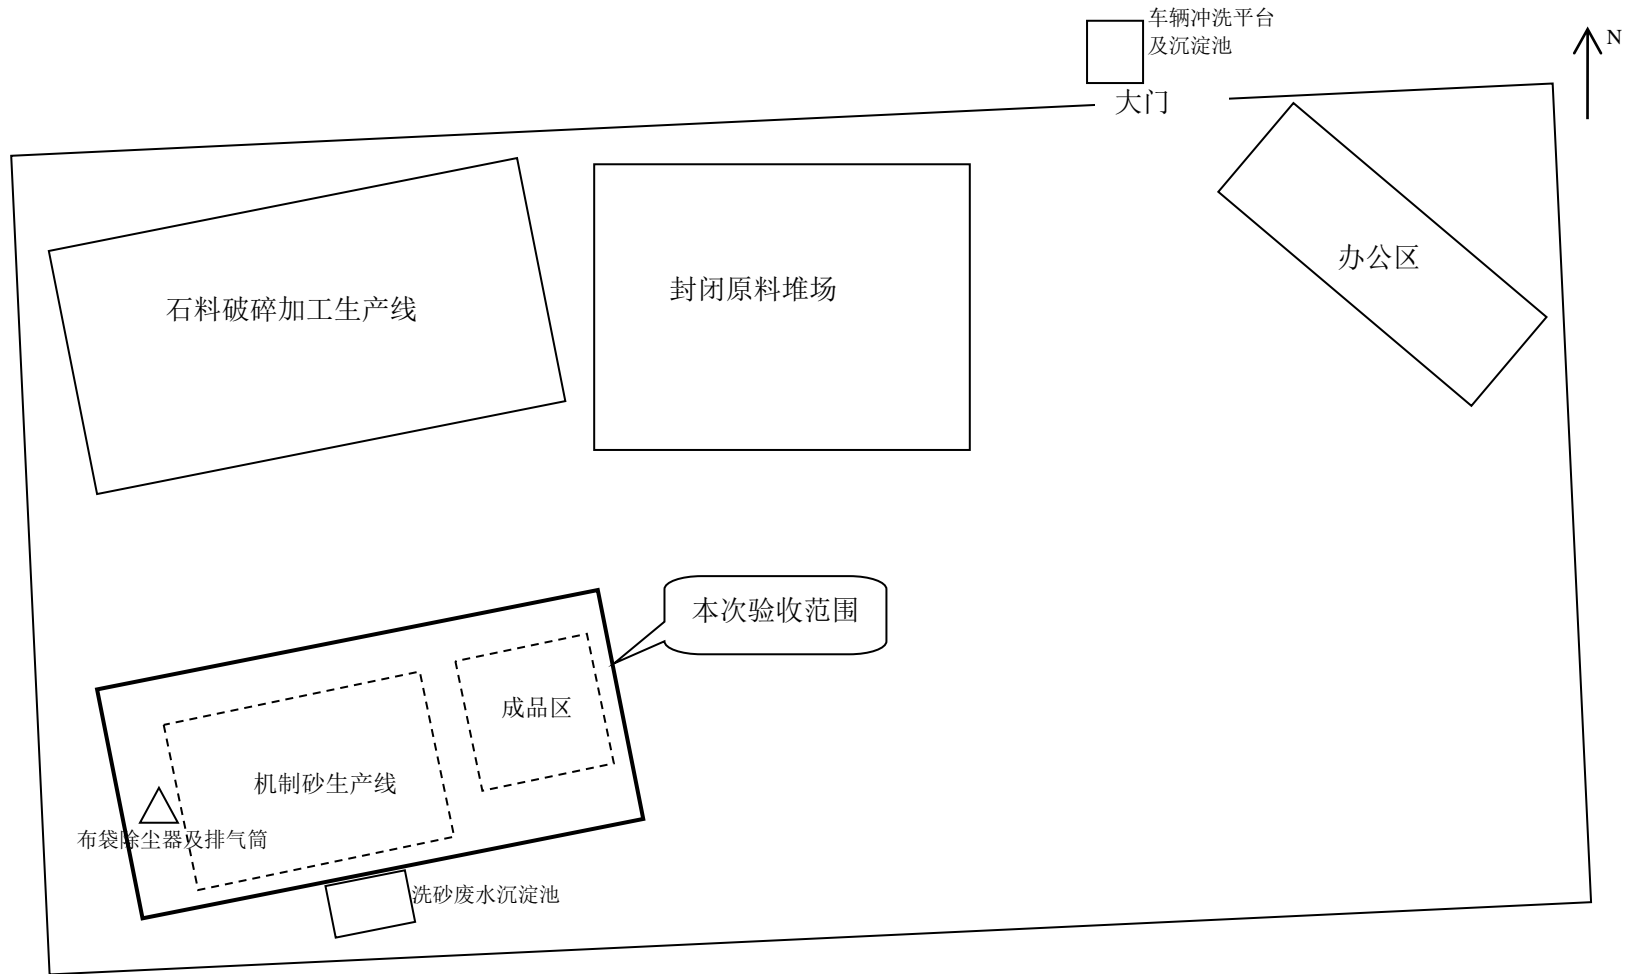 车辆冲洗平台
及沉淀池
N
大门
办公区
封闭原料堆场
石料破碎加工生产线
本次验收范围
成品区
机制砂生产线
布袋除尘器及排气筒
洗砂废水沉淀池